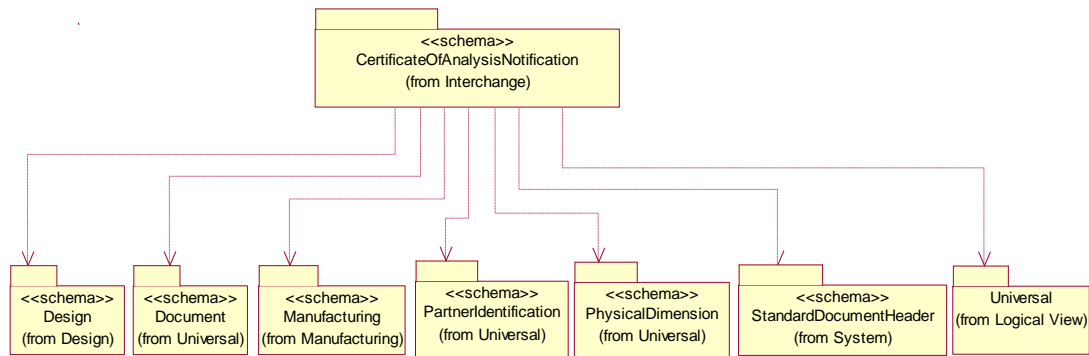 <<schema>>
CertificateOfAnalysisNotification
(from Interchange)
<<schema>>
Design
(from Design)
<<schema>>
Document
(from Universal)
<<schema>>
Manufacturing
(from Manufacturing)
<<schema>>
PartnerIdentification
(from Universal)
<<schema>>
PhysicalDimension
(from Universal)
<<schema>>
StandardDocumentHeader
(from System)
Universal
(from Logical View)